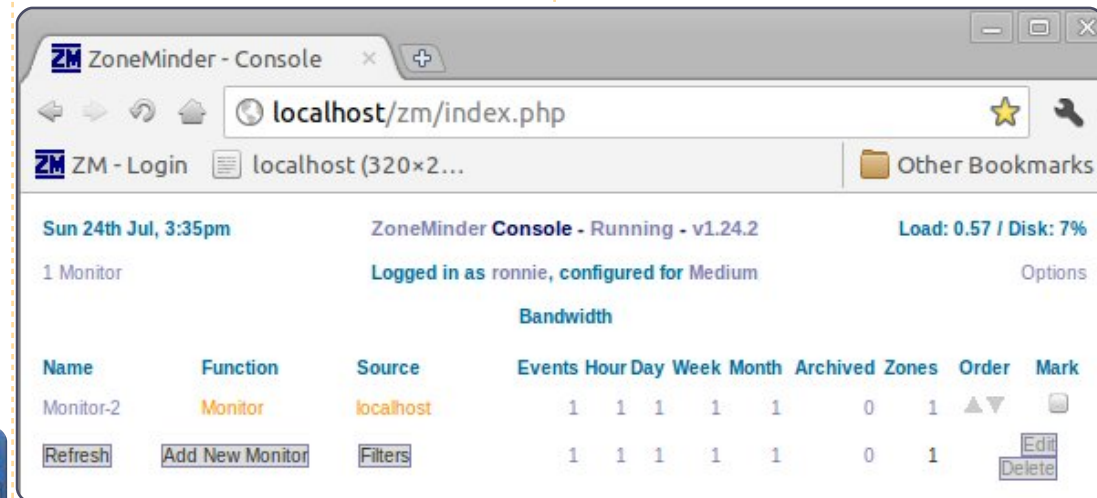 ZM ZoneMinder - Console
localhost/zm/index.php
ZM ZM - Login localhost (320×2... Other Bookmarks
Sun 24th Jul, 3:35pm ZoneMinder Console - Running - v1.24.2 Load: 0.57 / Disk: 7%
1 Monitor Logged in as ronnie, configured for Medium Options
Bandwidth
Name Function Source Events Hour Day Week Month Archived Zones Order Mark
Monitor-2 Monitor localhost 1 1 1 1 1 0 1
Refresh Add New Monitor Filters 1 1 1 1 1 0 1 Edit
Delete